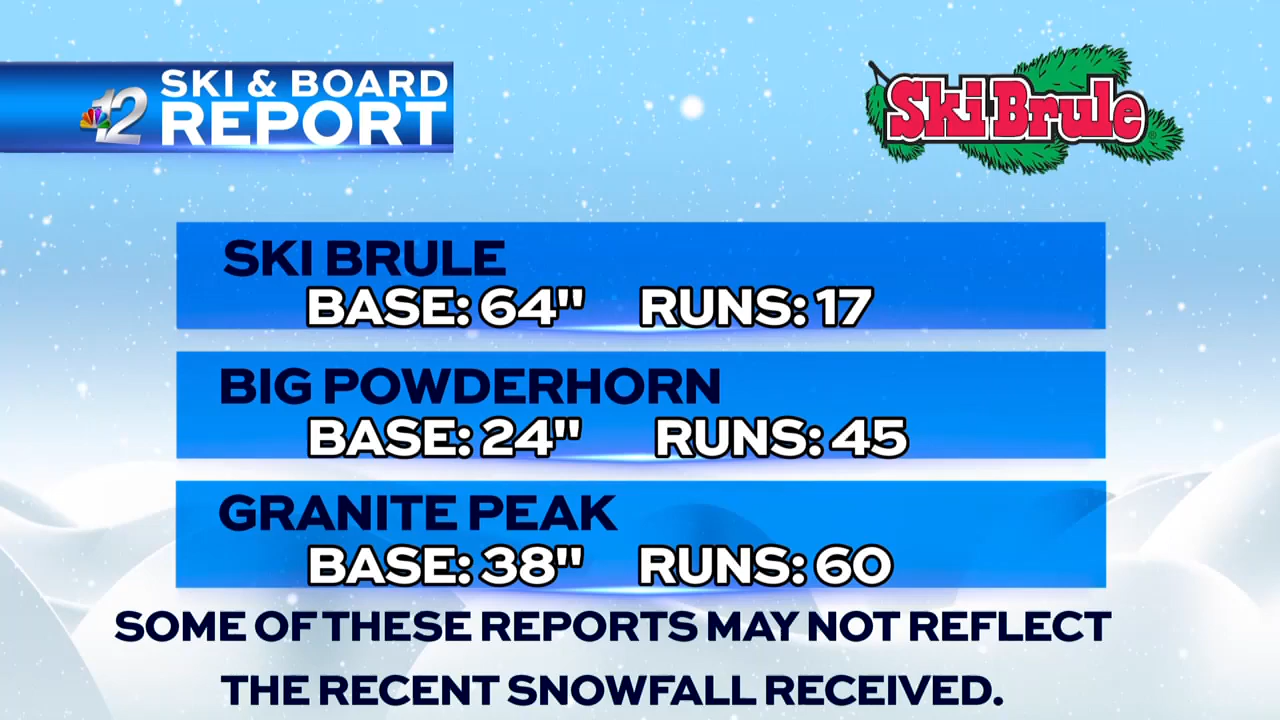 12
SKI & BOARD
REPORT
Ski Brule
SKI BRULE
BASE: 64" RUNS: 17
BIG POWDERHORN
BASE: 24" RUNS: 45
GRANITE PEAK
BASE: 38" RUNS: 60
SOME OF THESE REPORTS MAY NOT REFLECT
THE RECENT SNOWFALL RECEIVED.